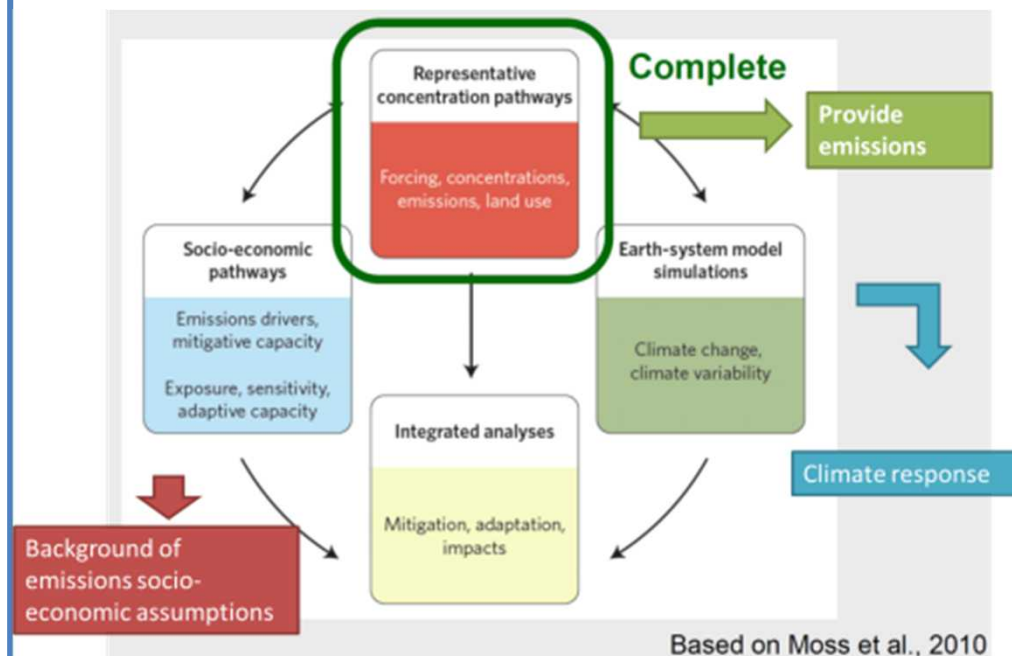 Representative
concentration pathways
Forcing, concentrations,
emissions, land use
Complete
Provide
emissions
Socio-economic
pathways
Emissions drivers,
mitigative capacity
Exposure, sensitivity,
adaptive capacity
Earth-system model
simulations
Climate change,
climate variability
Integrated analyses
Mitigation, adaptation,
impacts
Climate response
Background of
emissions socio-
economic assumptions
Based on Moss et al., 2010